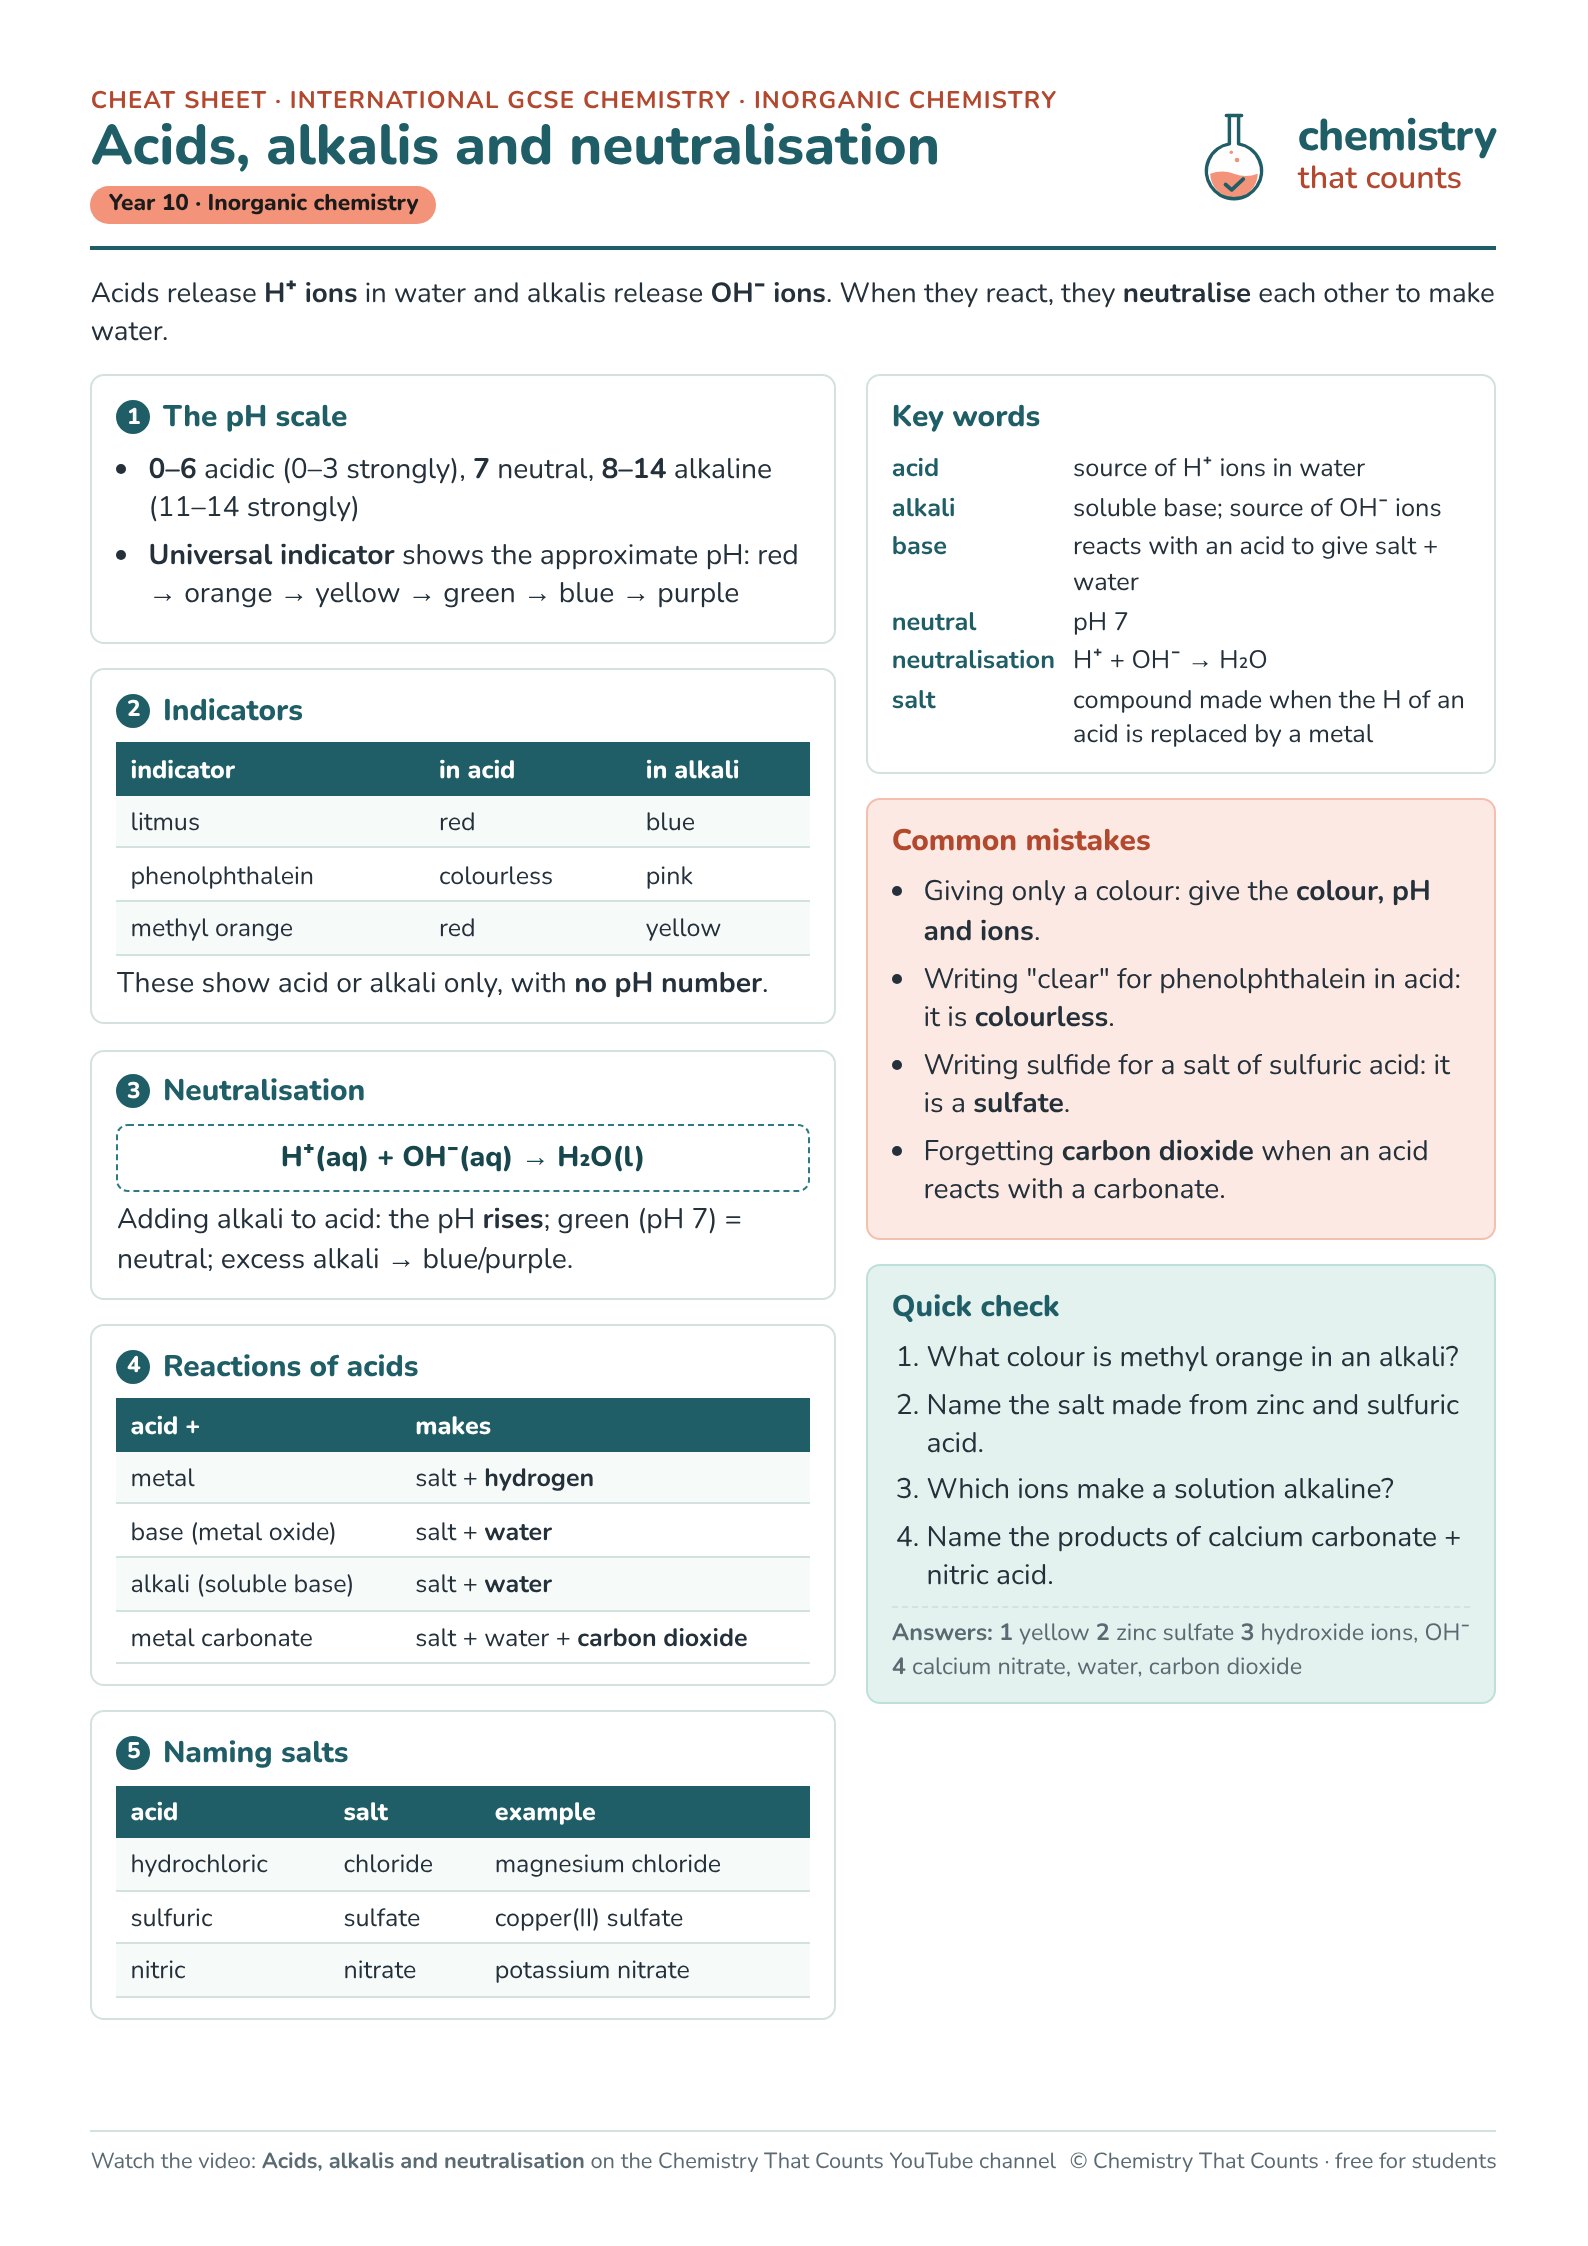 CHEAT SHEET · INTERNATIONAL GCSE CHEMISTRY · INORGANIC CHEMISTRY
Acids, alkalis and neutralisation
Year 10 · Inorganic chemistry
chemistry
that counts
Acids release H⁺ ions in water and alkalis release OH⁻ ions. When they react, they neutralise each other to make
water.
1 The pH scale
• 0–6 acidic (0–3 strongly), 7 neutral, 8–14 alkaline
(11–14 strongly)
• Universal indicator shows the approximate pH: red
→ orange → yellow → green → blue → purple
2 Indicators
indicator in acid in alkali
litmus red blue
phenolphthalein colourless pink
methyl orange red yellow
These show acid or alkali only, with no pH number.
3 Neutralisation
H⁺(aq) + OH⁻(aq) → H₂O(l)
Adding alkali to acid: the pH rises; green (pH 7) =
neutral; excess alkali → blue/purple.
4 Reactions of acids
acid + makes
metal salt + hydrogen
base (metal oxide) salt + water
alkali (soluble base) salt + water
metal carbonate salt + water + carbon dioxide
5 Naming salts
acid salt example
hydrochloric chloride magnesium chloride
sulfuric sulfate copper(II) sulfate
nitric nitrate potassium nitrate
Key words
acid source of H⁺ ions in water
alkali soluble base; source of OH⁻ ions
base reacts with an acid to give salt +
water
neutral pH 7
neutralisation H⁺ + OH⁻ → H₂O
salt compound made when the H of an
acid is replaced by a metal
Common mistakes
• Giving only a colour: give the colour, pH
and ions.
• Writing "clear" for phenolphthalein in acid:
it is colourless.
• Writing sulfide for a salt of sulfuric acid: it
is a sulfate.
• Forgetting carbon dioxide when an acid
reacts with a carbonate.
Quick check
1. What colour is methyl orange in an alkali?
2. Name the salt made from zinc and sulfuric
acid.
3. Which ions make a solution alkaline?
4. Name the products of calcium carbonate +
nitric acid.
Answers: 1 yellow 2 zinc sulfate 3 hydroxide ions, OH⁻
4 calcium nitrate, water, carbon dioxide
Watch the video: Acids, alkalis and neutralisation on the Chemistry That Counts YouTube channel © Chemistry That Counts · free for students